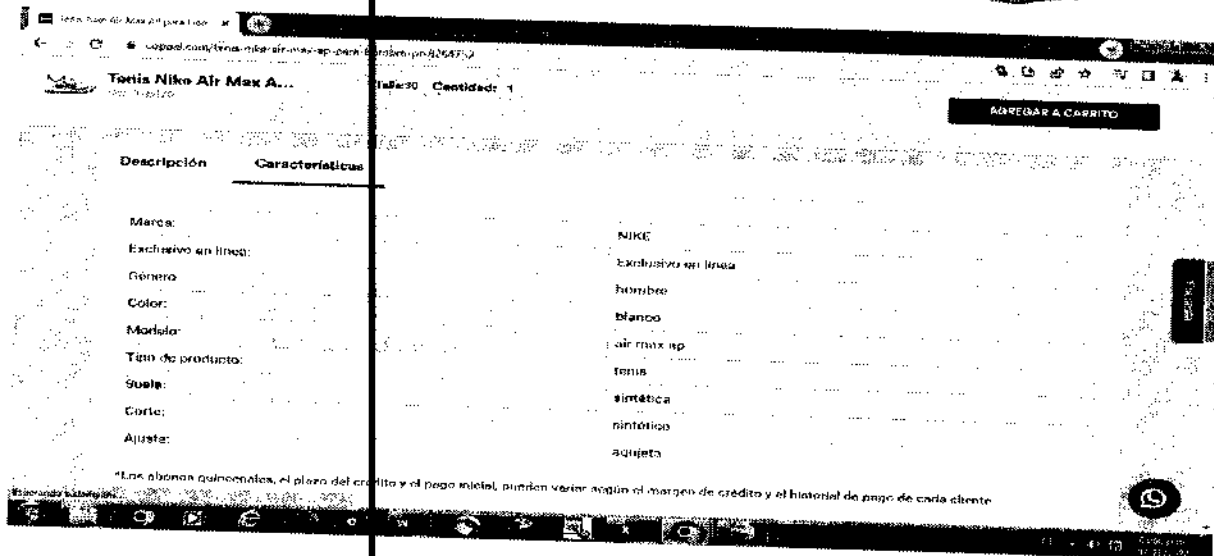 Tenis Nike Air Max A...
Talla:30 Cantidad: 1
AGREGAR A CARRITO
Descripción Características
Marca: NIKE
Exclusivo en línea: Exclusivo en línea
Género hombre
Color: blanco
Modelo: air max ap
Tipo de producto: tenis
Suela: sintética
Corte: sintético
Ajuste: agujeta
*Los abonos quincenales, el plazo del crédito y el pago inicial, pueden variar según el margen de crédito y el historial de pago de cada cliente